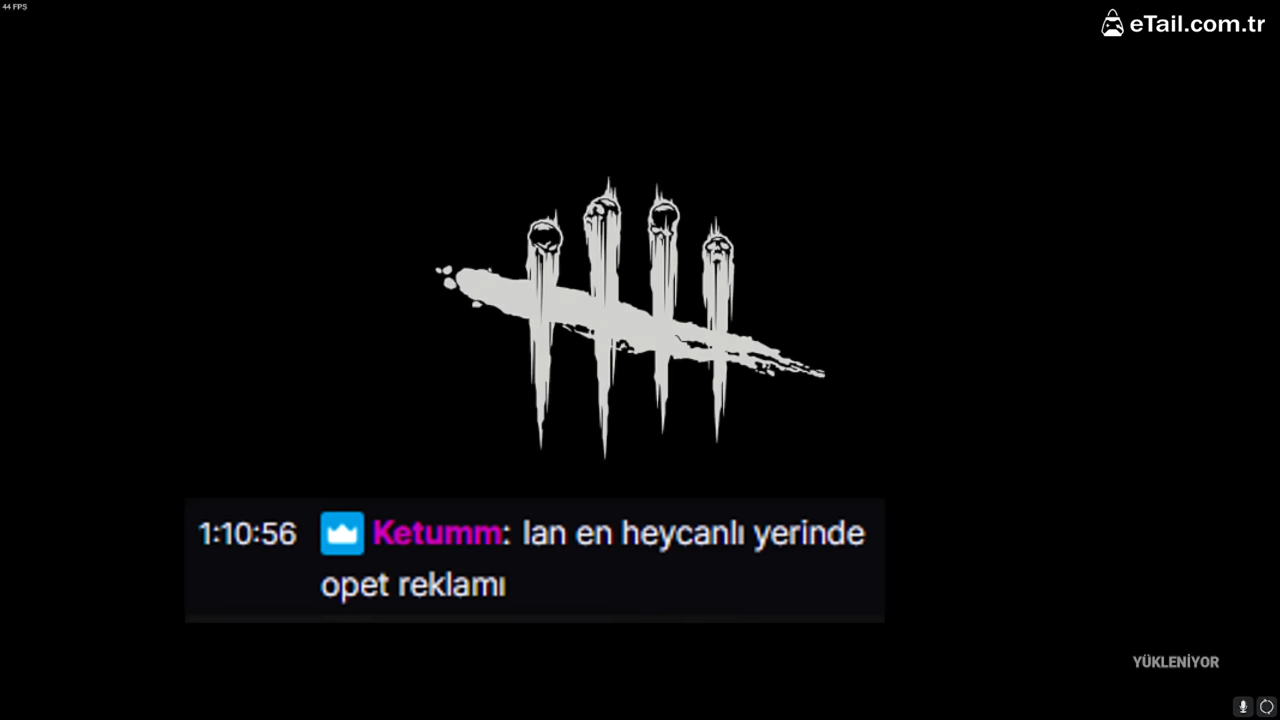 44 FPS
eTail.com.tr
1:10:56 Ketumm: lan en heycanlı yerinde
opet reklamı
YÜKLENİYOR